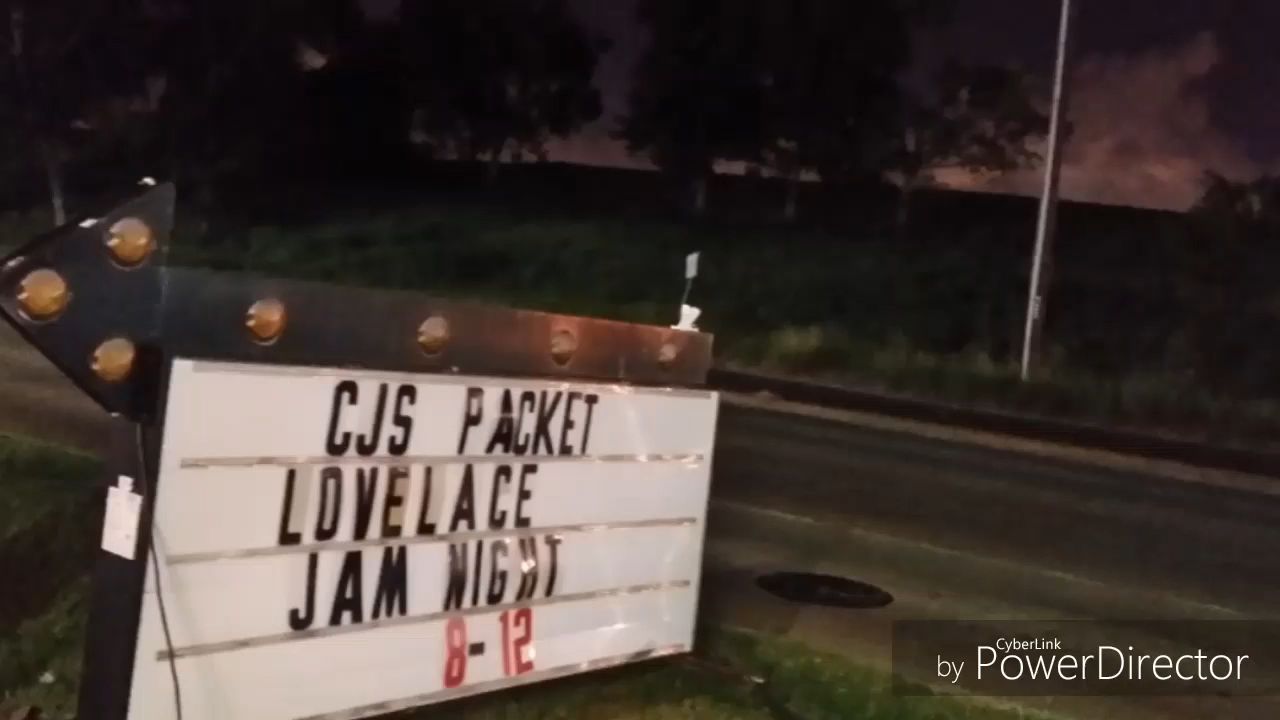 CJS PACKET
LOVELACE
JAM NIGHT
8-12
CyberLink
by PowerDirector